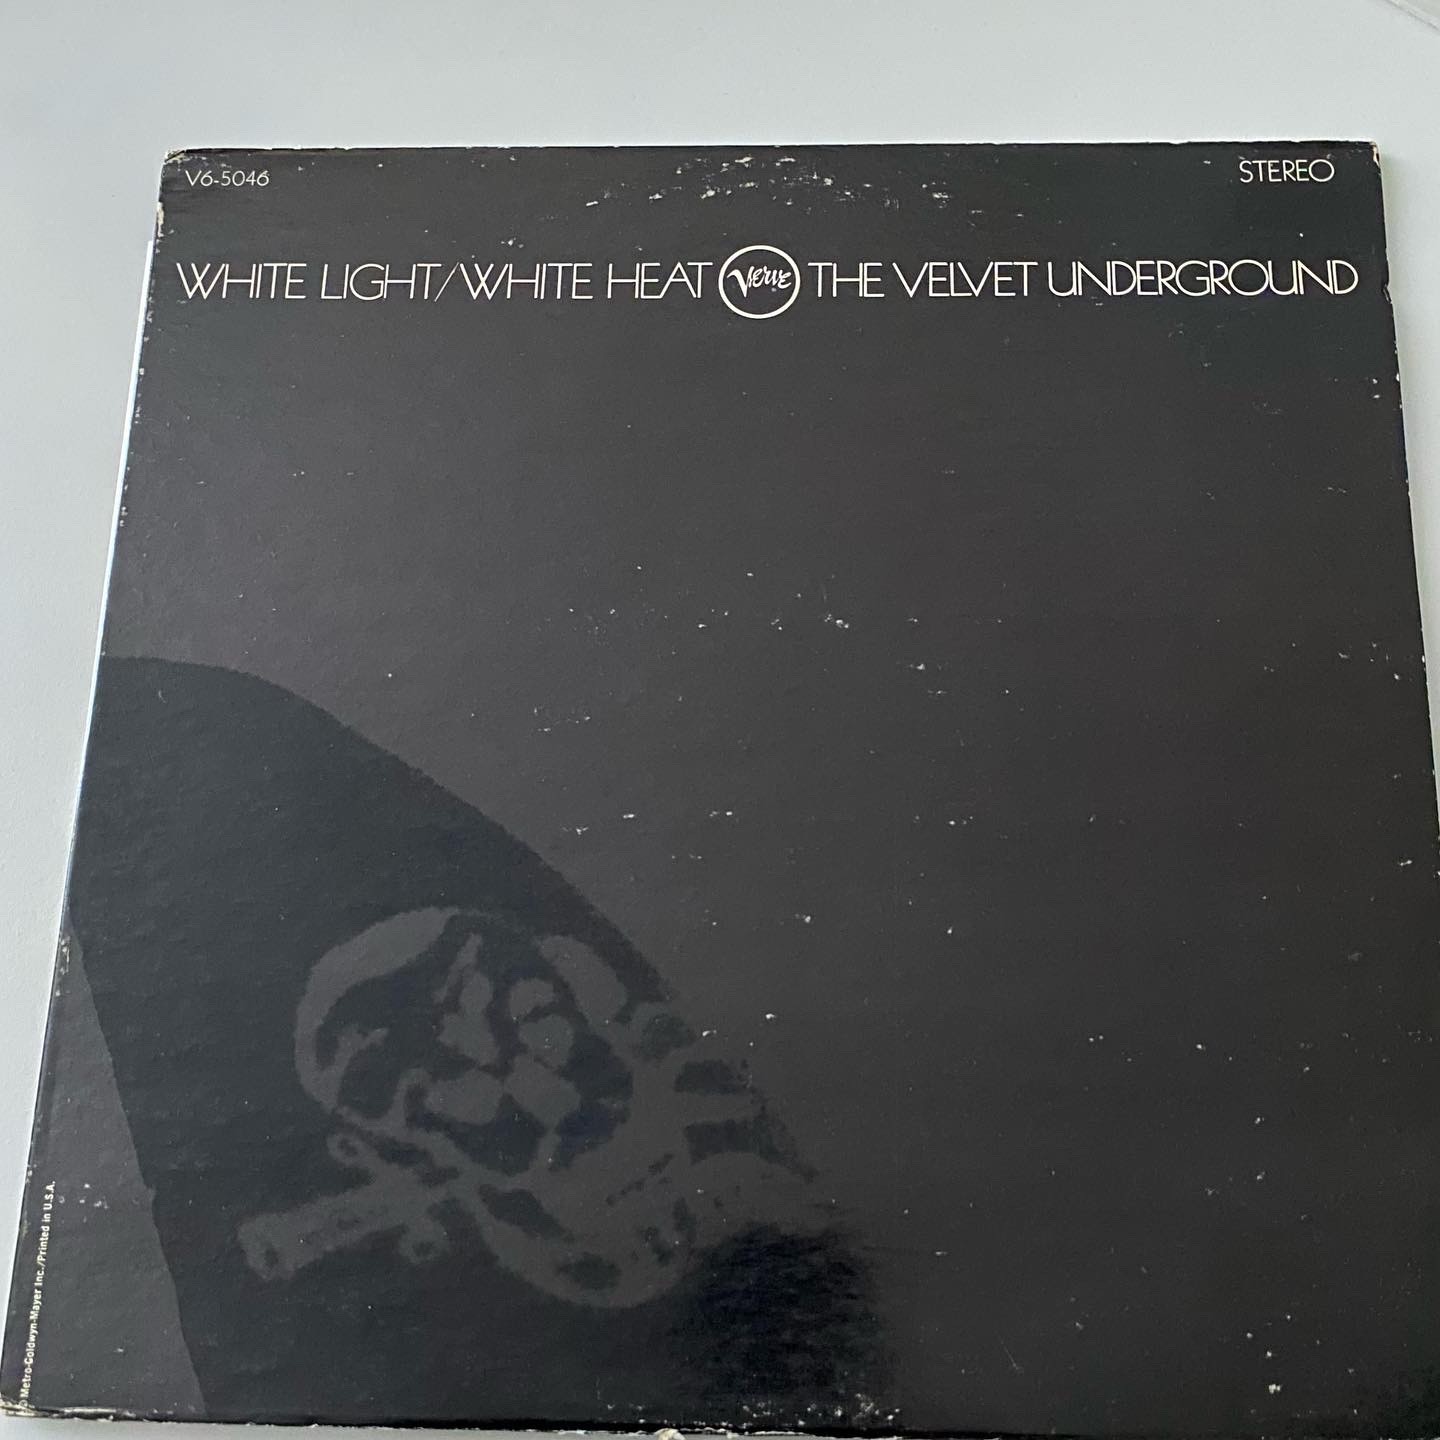 V6-5046 STEREO
WHITE LIGHT/WHITE HEAT Verve THE VELVET UNDERGROUND
© Metro-Goldwyn-Mayer Inc./Printed in U.S.A.